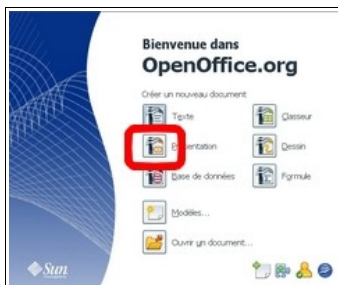 Bienvenue dans
OpenOffice.org
Créer un nouveau document
Texte
Classeur
Présentation
Dessin
Base de données
Formule
Modèles...
Ouvrir un document...
Sun